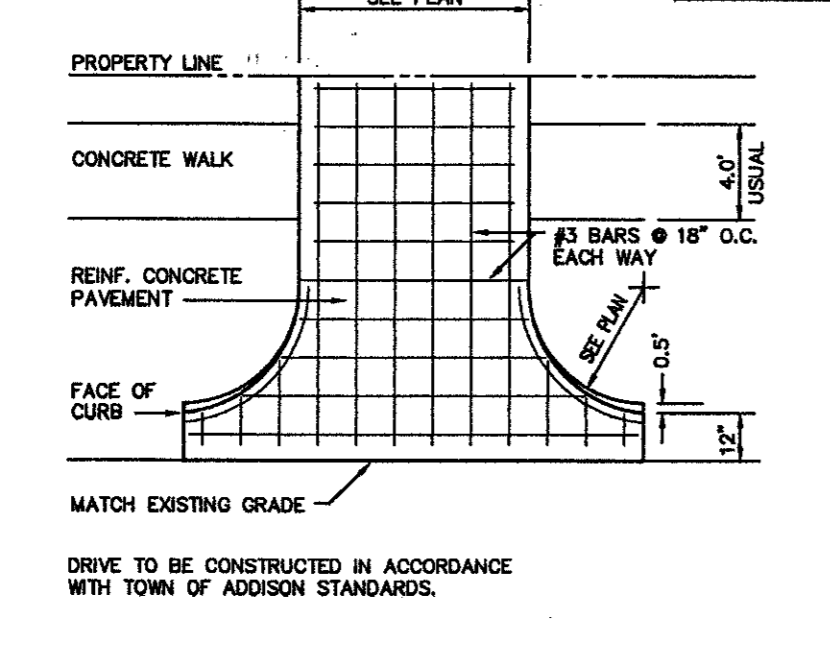 SEE PLAN
PROPERTY LINE
CONCRETE WALK
4.0'
USUAL
#3 BARS @ 18" O.C.
EACH WAY
REINF. CONCRETE
PAVEMENT
SEE PLAN
0.5'
FACE OF
CURB
12"
MATCH EXISTING GRADE
DRIVE TO BE CONSTRUCTED IN ACCORDANCE
WITH TOWN OF ADDISON STANDARDS.